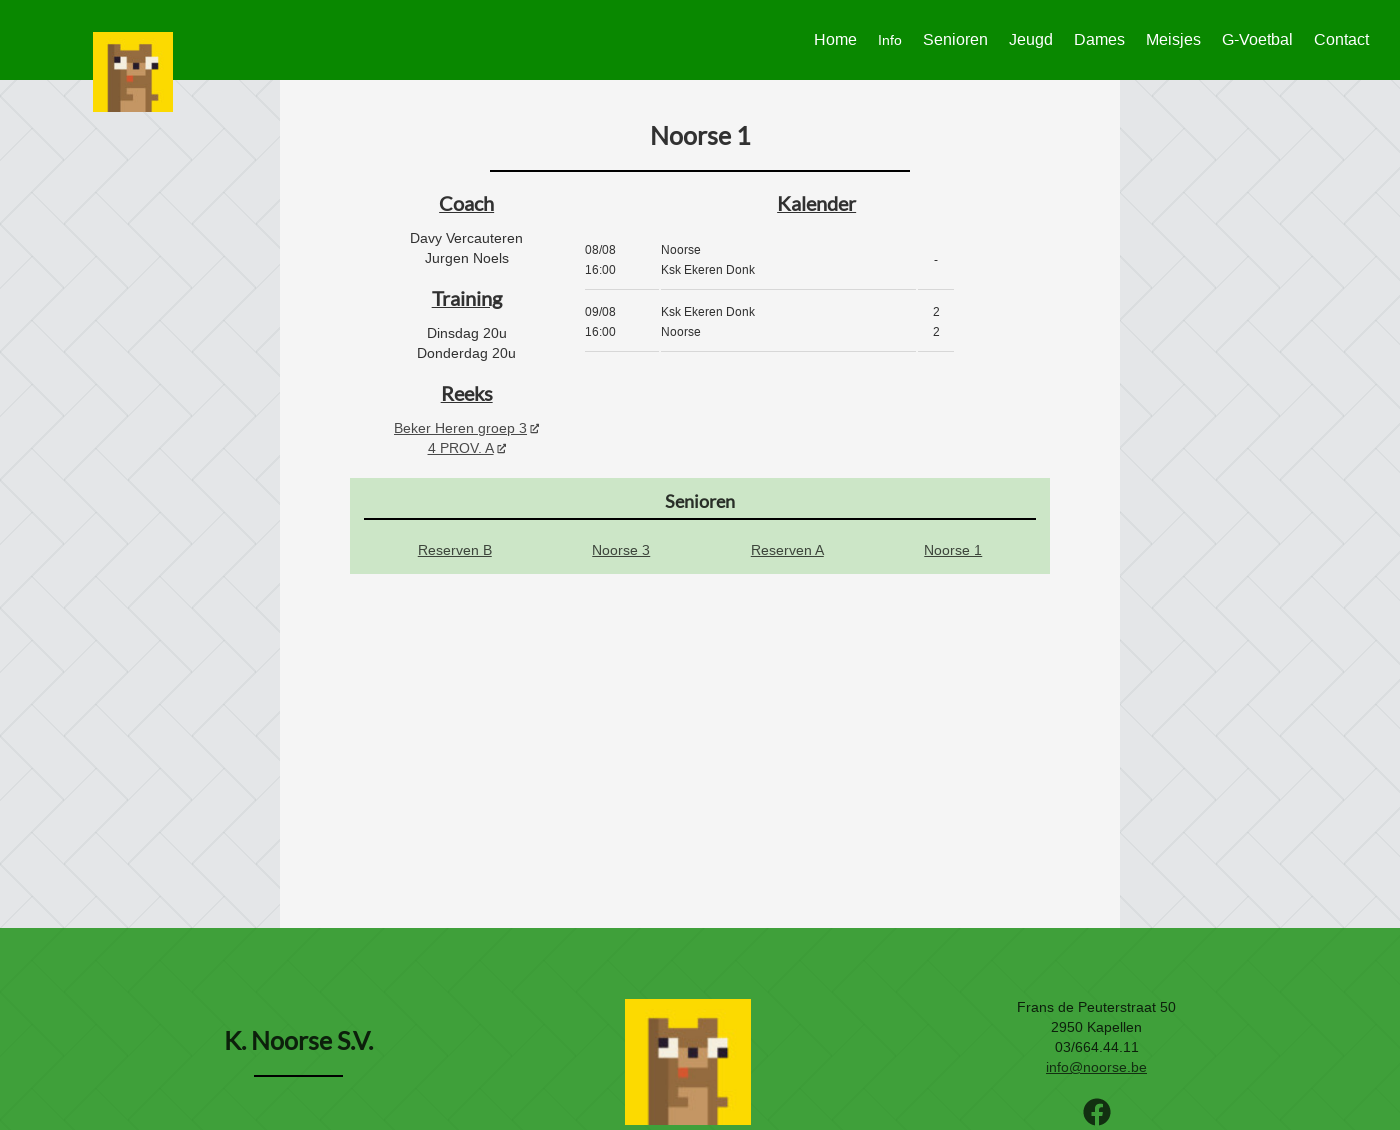 Home Info Senioren Jeugd Dames Meisjes G-Voetbal Contact
Noorse 1
Coach
Davy Vercauteren
Jurgen Noels
Training
Dinsdag 20u
Donderdag 20u
Reeks
Beker Heren groep 3
4 PROV. A
Kalender
08/08 Noorse -
16:00 Ksk Ekeren Donk
09/08 Ksk Ekeren Donk 2
16:00 Noorse 2
Senioren
Reserven B Noorse 3 Reserven A Noorse 1
K. Noorse S.V.
Frans de Peuterstraat 50
2950 Kapellen
03/664.44.11
info@noorse.be